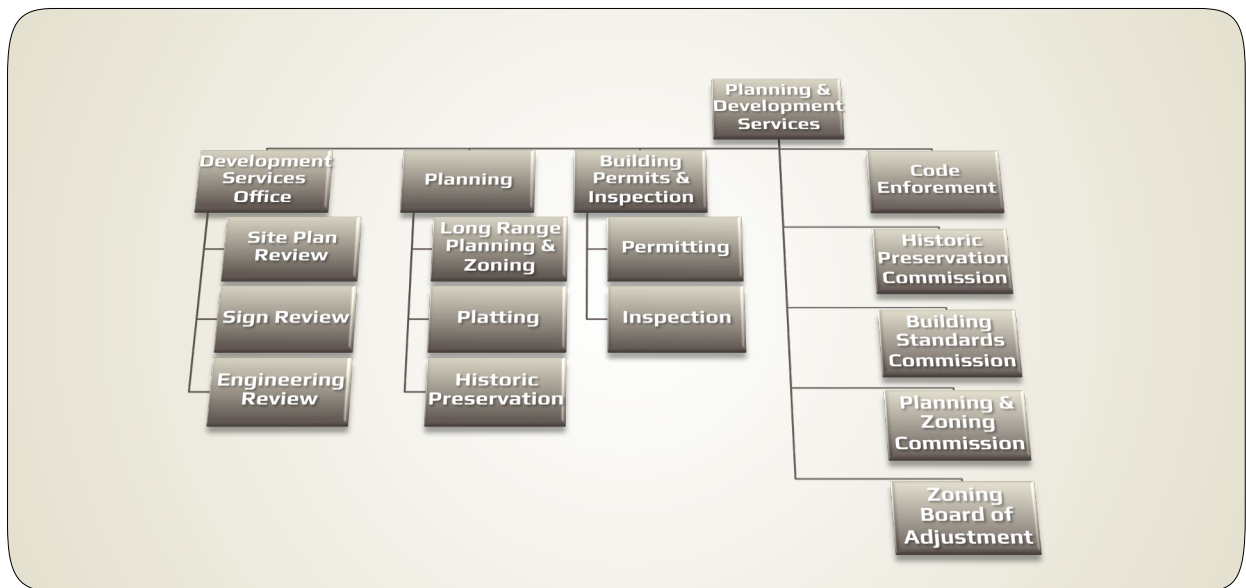 Planning &
Development
Services
Development
Services
Office
Planning
Building
Permits &
Inspection
Code
Enforement
Site Plan
Review
Sign Review
Engineering
Review
Long Range
Planning &
Zoning
Platting
Historic
Preservation
Permitting
Inspection
Historic
Preservation
Commission
Building
Standards
Commission
Planning &
Zoning
Commission
Zoning
Board of
Adjustment